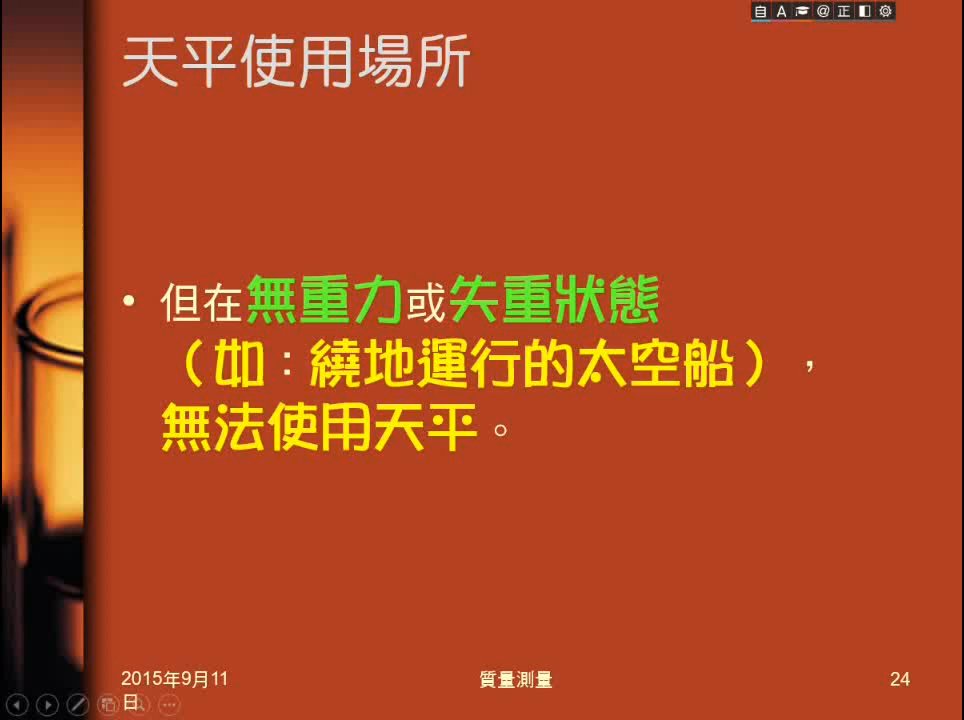 自 A @ 正
天平使用場所
• 但在無重力或失重狀態
（如：繞地運行的太空船），
無法使用天平。
2015年9月11
日
質量測量
24